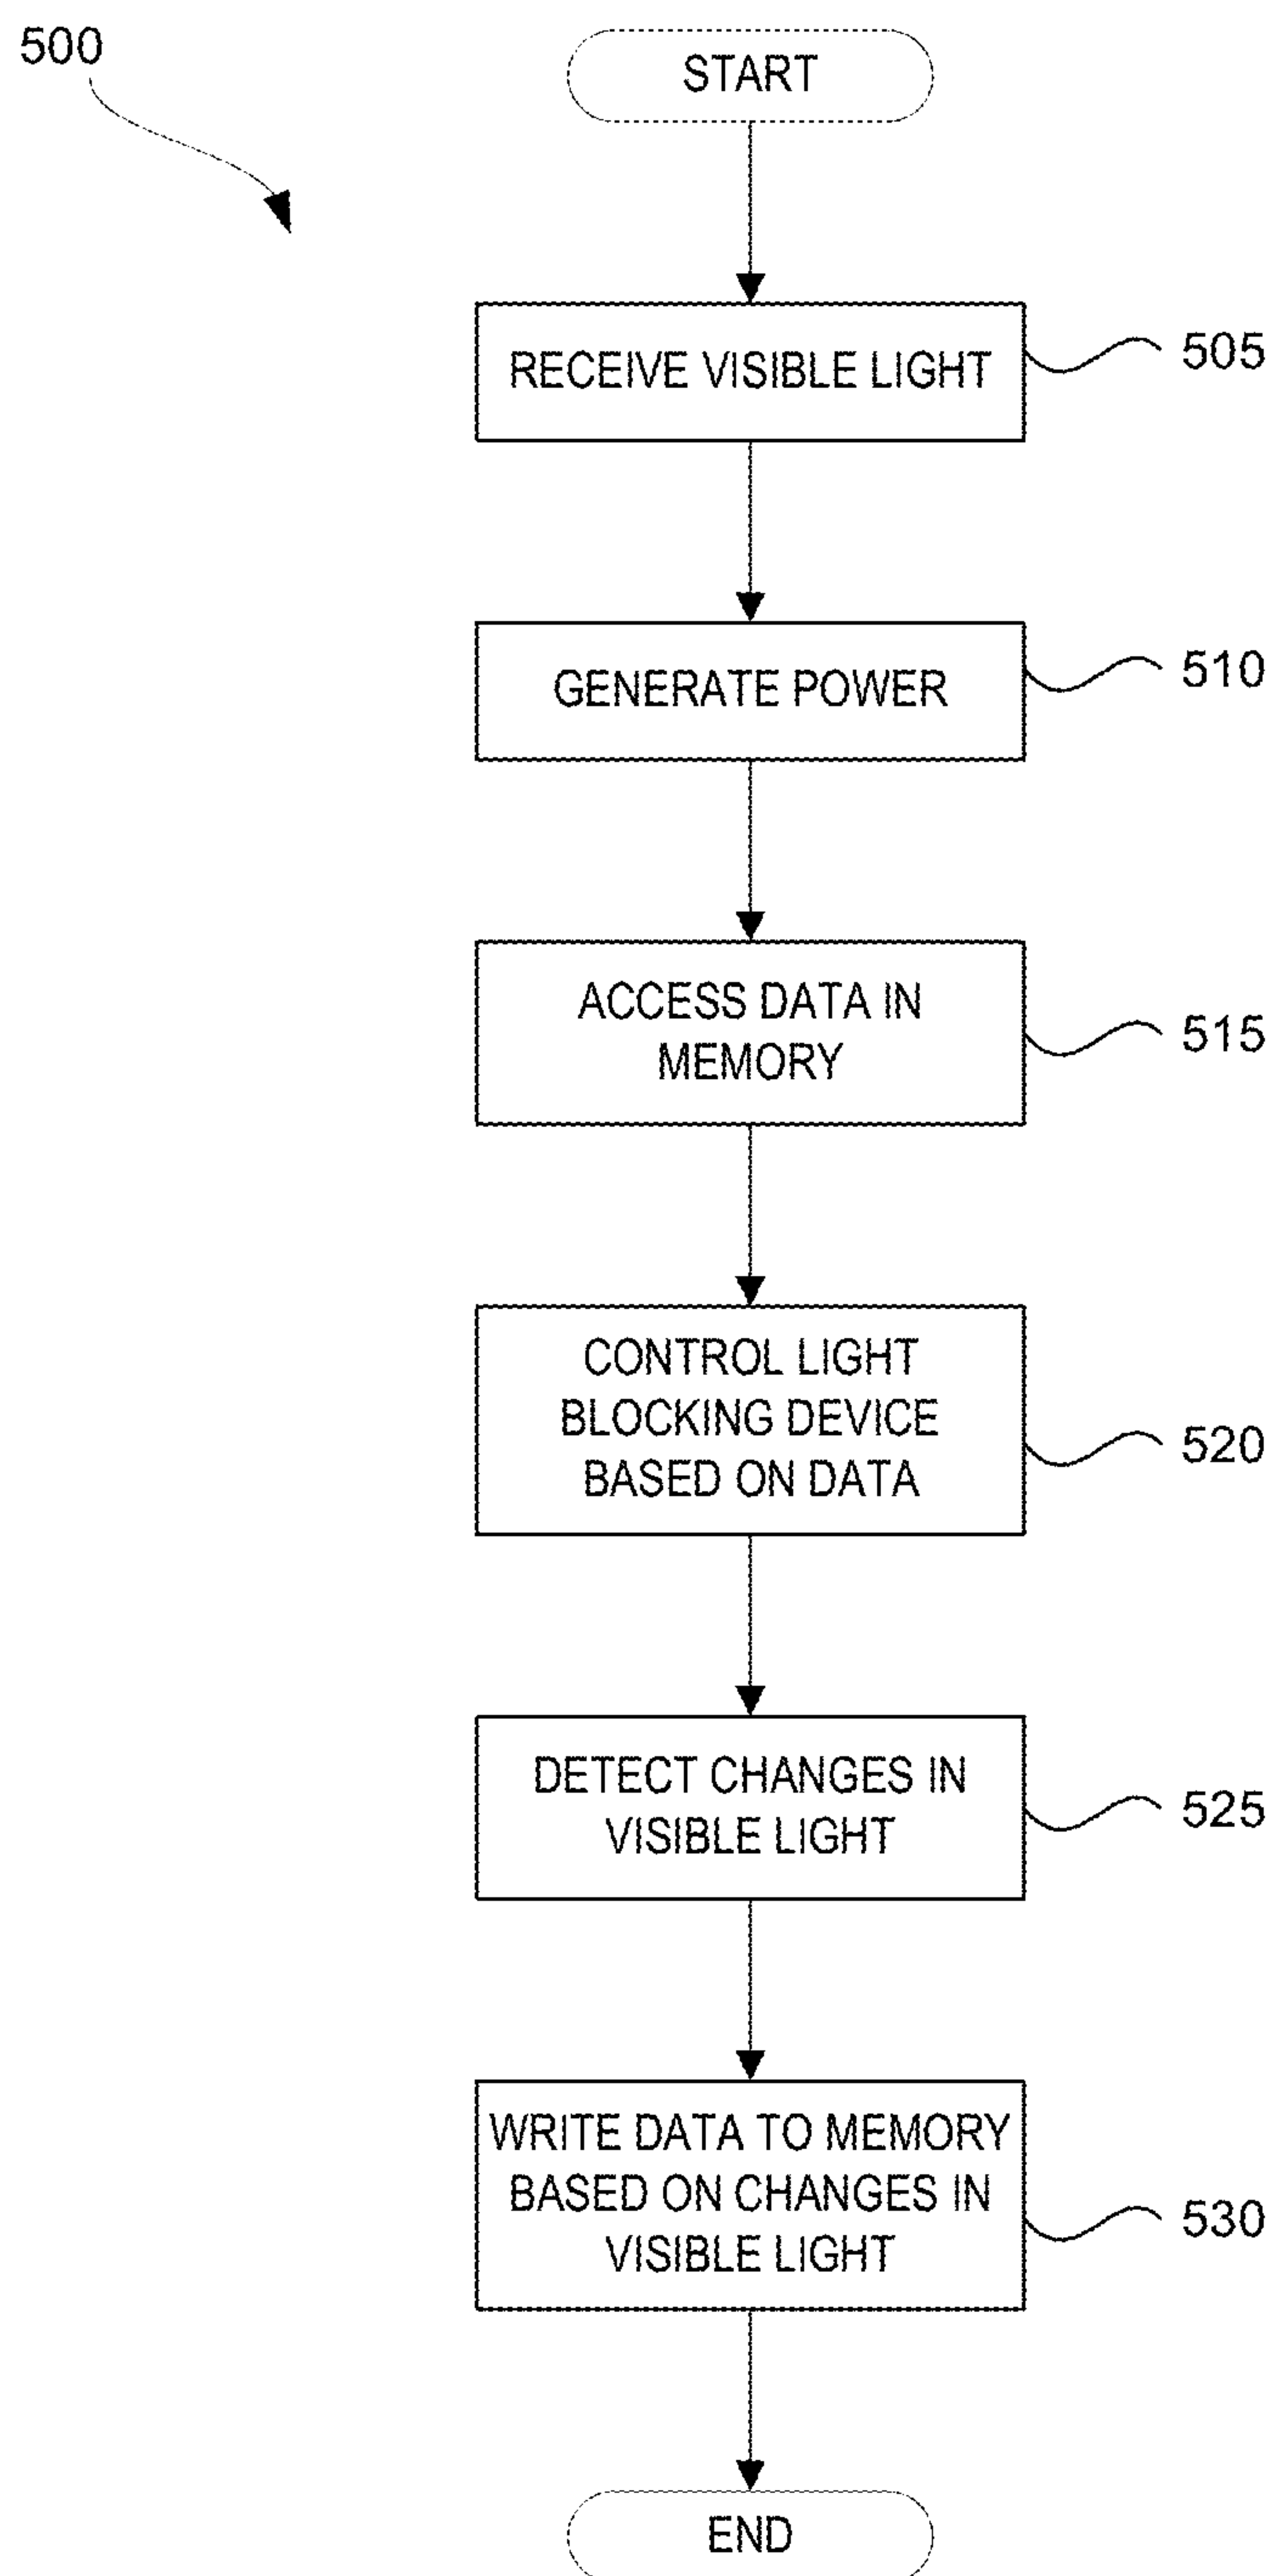 500
START
RECEIVE VISIBLE LIGHT
505
GENERATE POWER
510
ACCESS DATA IN
MEMORY
515
CONTROL LIGHT
BLOCKING DEVICE
BASED ON DATA
520
DETECT CHANGES IN
VISIBLE LIGHT
525
WRITE DATA TO MEMORY
BASED ON CHANGES IN
VISIBLE LIGHT
530
END